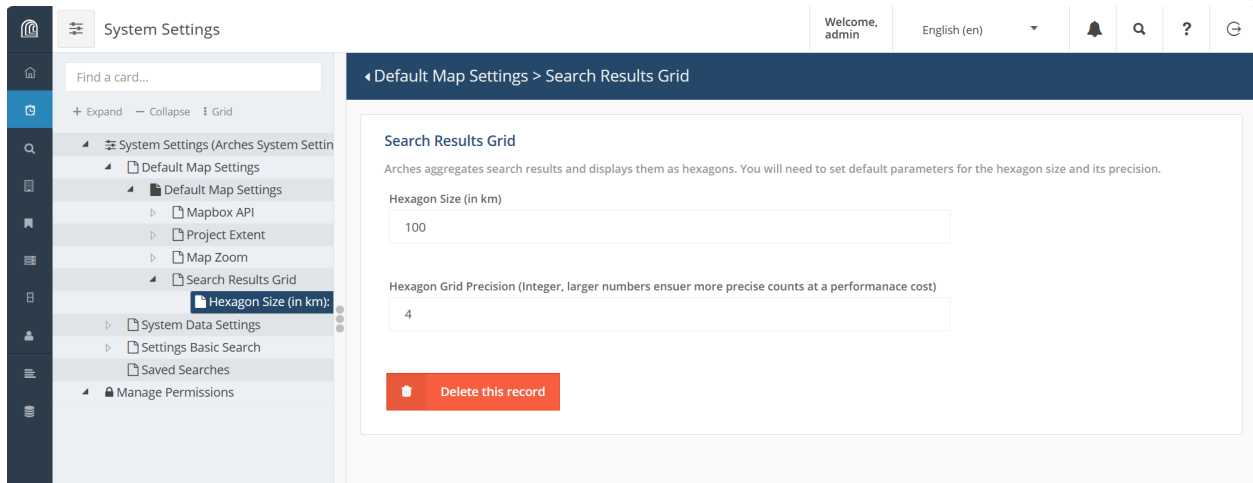 System Settings
Welcome,
admin
English (en)
?
Find a card...
+ Expand − Collapse Grid
System Settings (Arches System Settin
Default Map Settings
Default Map Settings
Mapbox API
Project Extent
Map Zoom
Search Results Grid
Hexagon Size (in km):
System Data Settings
Settings Basic Search
Saved Searches
Manage Permissions
Default Map Settings > Search Results Grid
Search Results Grid
Arches aggregates search results and displays them as hexagons. You will need to set default parameters for the hexagon size and its precision.
Hexagon Size (in km)
100
Hexagon Grid Precision (Integer, larger numbers ensuer more precise counts at a performanace cost)
4
Delete this record